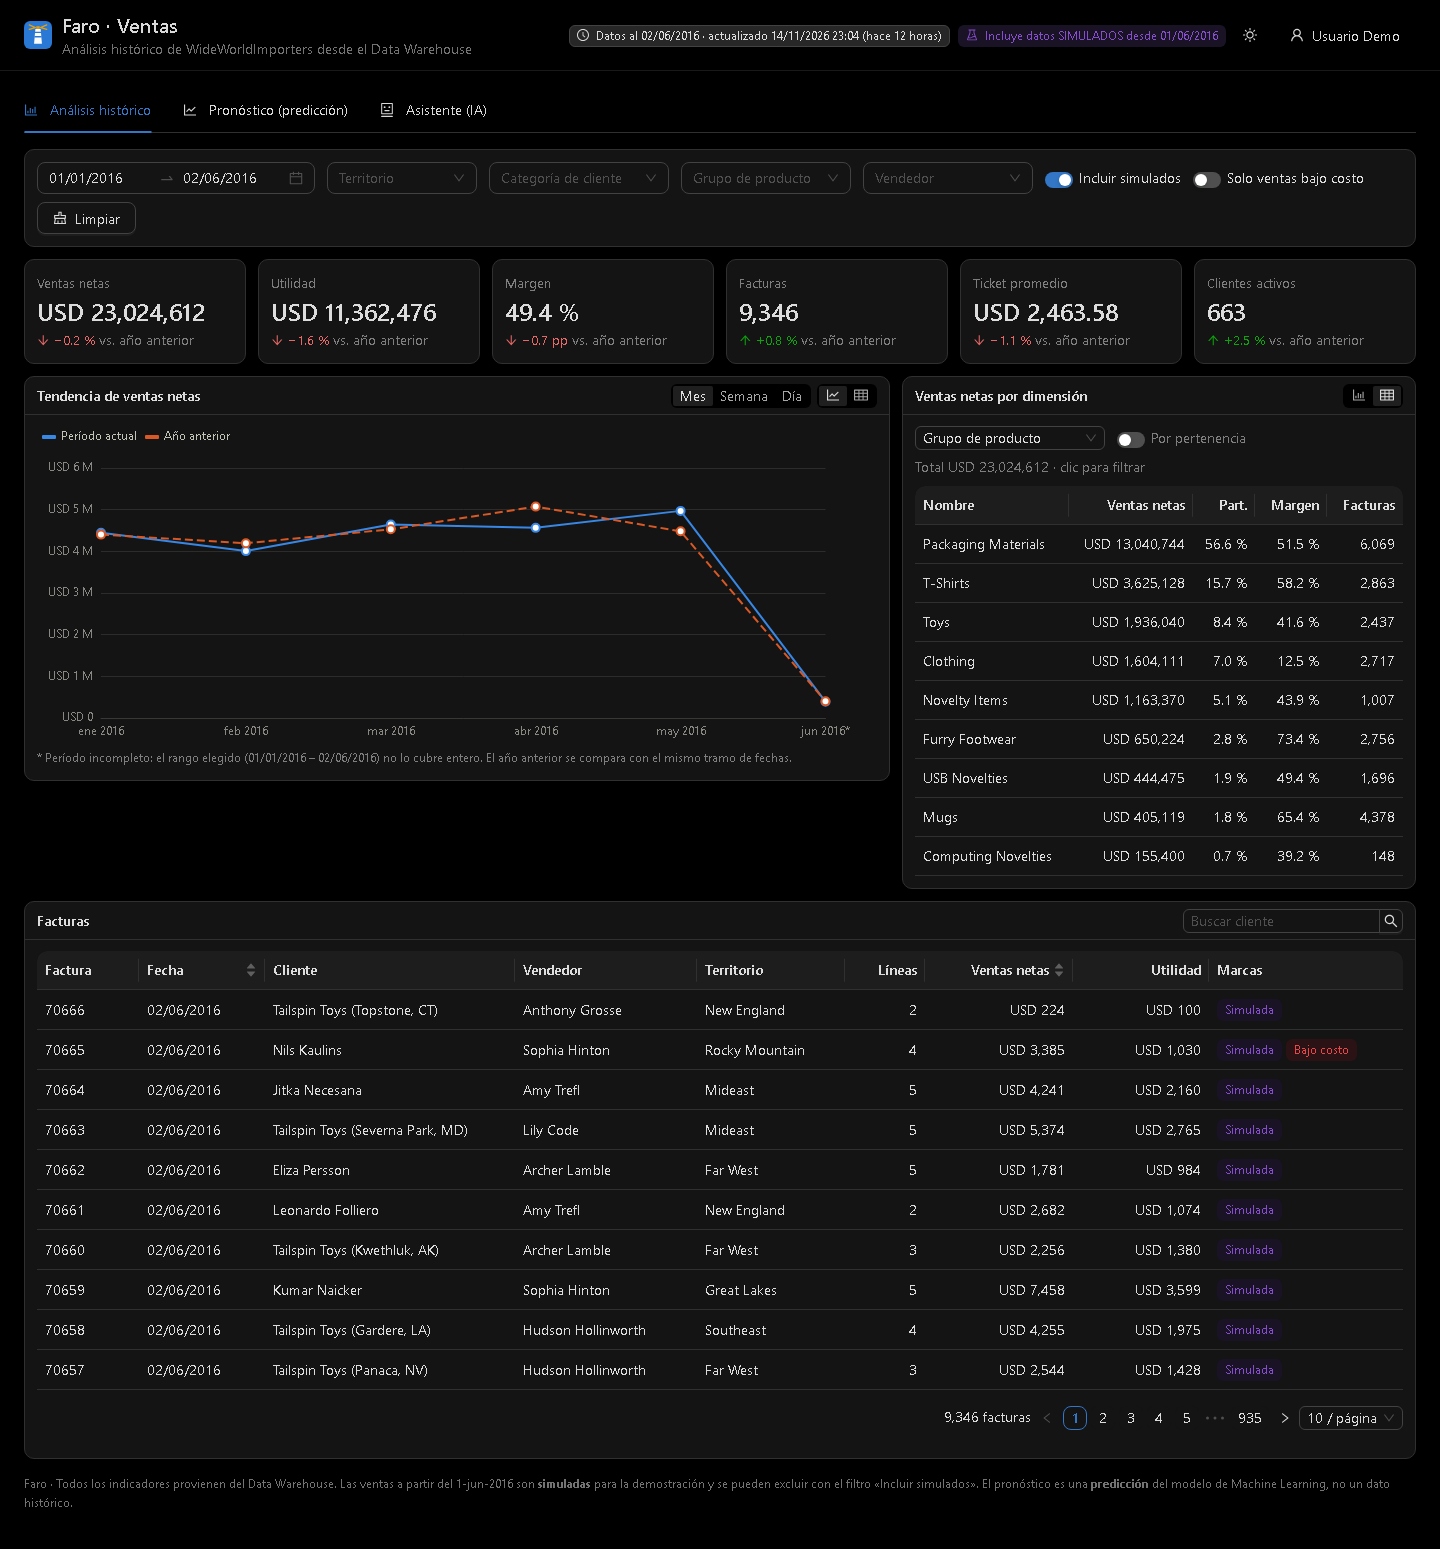 Faro · Ventas
Análisis histórico de WideWorldImporters desde el Data Warehouse
Datos al 02/06/2016 · actualizado 14/11/2026 23:04 (hace 12 horas)
Incluye datos SIMULADOS desde 01/06/2016
Usuario Demo
Análisis histórico
Pronóstico (predicción)
Asistente (IA)
01/01/2016 → 02/06/2016
Territorio
Categoría de cliente
Grupo de producto
Vendedor
Incluir simulados
Solo ventas bajo costo
Limpiar
Ventas netas
USD 23,024,612
↓ −0.2 % vs. año anterior
Utilidad
USD 11,362,476
↓ −1.6 % vs. año anterior
Margen
49.4 %
↓ −0.7 pp vs. año anterior
Facturas
9,346
↑ +0.8 % vs. año anterior
Ticket promedio
USD 2,463.58
↓ −1.1 % vs. año anterior
Clientes activos
663
↑ +2.5 % vs. año anterior
Tendencia de ventas netas
Mes Semana Día
Período actual Año anterior
USD 6 M
USD 5 M
USD 4 M
USD 3 M
USD 2 M
USD 1 M
USD 0
ene 2016 feb 2016 mar 2016 abr 2016 may 2016 jun 2016*
* Período incompleto: el rango elegido (01/01/2016 – 02/06/2016) no lo cubre entero. El año anterior se compara con el mismo tramo de fechas.
Ventas netas por dimensión
Grupo de producto
Por pertenencia
Total USD 23,024,612 · clic para filtrar
Nombre Ventas netas Part. Margen Facturas
Packaging Materials USD 13,040,744 56.6 % 51.5 % 6,069
T-Shirts USD 3,625,128 15.7 % 58.2 % 2,863
Toys USD 1,936,040 8.4 % 41.6 % 2,437
Clothing USD 1,604,111 7.0 % 12.5 % 2,717
Novelty Items USD 1,163,370 5.1 % 43.9 % 1,007
Furry Footwear USD 650,224 2.8 % 73.4 % 2,756
USB Novelties USD 444,475 1.9 % 49.4 % 1,696
Mugs USD 405,119 1.8 % 65.4 % 4,378
Computing Novelties USD 155,400 0.7 % 39.2 % 148
Facturas
Buscar cliente
Factura Fecha Cliente Vendedor Territorio Líneas Ventas netas Utilidad Marcas
70666 02/06/2016 Tailspin Toys (Topstone, CT) Anthony Grosse New England 2 USD 224 USD 100 Simulada
70665 02/06/2016 Nils Kaulins Sophia Hinton Rocky Mountain 4 USD 3,385 USD 1,030 Simulada Bajo costo
70664 02/06/2016 Jitka Necesana Amy Trefl Mideast 5 USD 4,241 USD 2,160 Simulada
70663 02/06/2016 Tailspin Toys (Severna Park, MD) Lily Code Mideast 5 USD 5,374 USD 2,765 Simulada
70662 02/06/2016 Eliza Persson Archer Lamble Far West 5 USD 1,781 USD 984 Simulada
70661 02/06/2016 Leonardo Folliero Amy Trefl New England 2 USD 2,682 USD 1,074 Simulada
70660 02/06/2016 Tailspin Toys (Kwethluk, AK) Archer Lamble Far West 3 USD 2,256 USD 1,380 Simulada
70659 02/06/2016 Kumar Naicker Sophia Hinton Great Lakes 5 USD 7,458 USD 3,599 Simulada
70658 02/06/2016 Tailspin Toys (Gardere, LA) Hudson Hollinworth Southeast 4 USD 4,255 USD 1,975 Simulada
70657 02/06/2016 Tailspin Toys (Panaca, NV) Hudson Hollinworth Far West 3 USD 2,544 USD 1,428 Simulada
9,346 facturas < 1 2 3 4 5 ••• 935 > 10 / página
Faro · Todos los indicadores provienen del Data Warehouse. Las ventas a partir del 1-jun-2016 son simuladas para la demostración y se pueden excluir con el filtro «Incluir simulados». El pronóstico es una predicción del modelo de Machine Learning, no un dato
histórico.